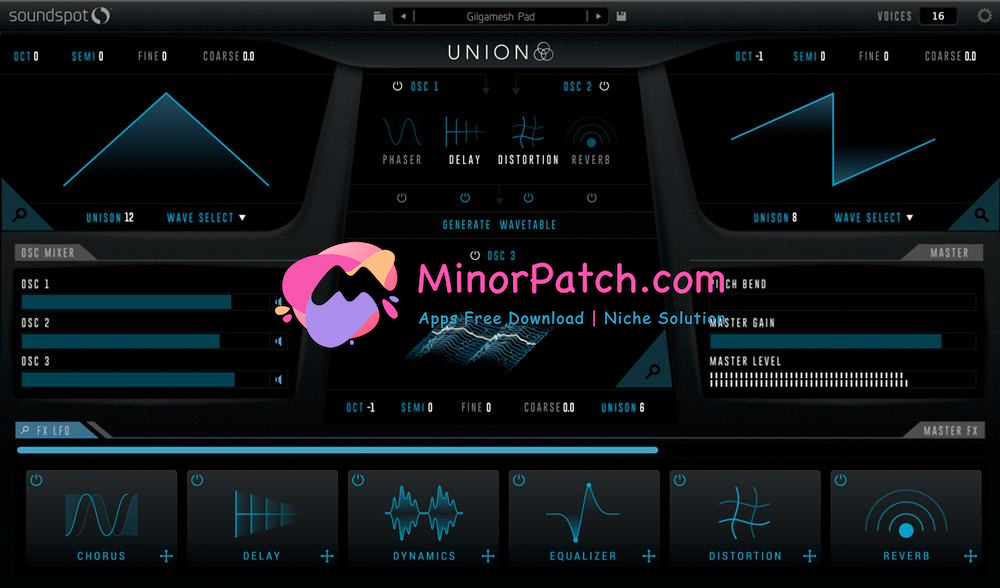 soundspot
Gilgamesh Pad
VOICES 16
UNION
OCT 0 SEMI 0 FINE 0 COARSE 0.0
OCT -1 SEMI 0 FINE 0 COARSE 0.0
OSC 1 OSC 2
PHASER DELAY DISTORTION REVERB
UNISON 12 WAVE SELECT
GENERATE WAVETABLE
UNISON 8 WAVE SELECT
OSC MIXER
OSC 3
MASTER
MinorPatch.com
Apps Free Download | Niche Solution
OSC 1
OSC 2
OSC 3
PITCH BEND
MASTER GAIN
MASTER LEVEL
OCT -1 SEMI 0 FINE 0 COARSE 0.0 UNISON 6
FX LFO
MASTER FX
CHORUS DELAY DYNAMICS EQUALIZER DISTORTION REVERB